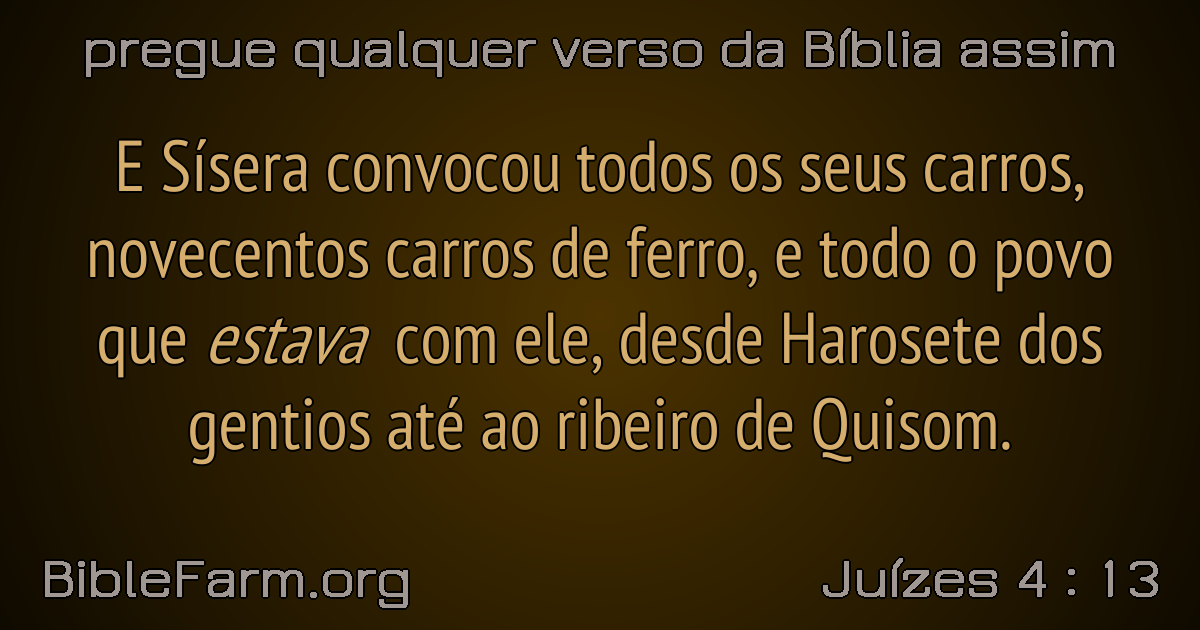 pregue qualquer verso da Bíblia assim
E Sísera convocou todos os seus carros,
novecentos carros de ferro, e todo o povo
que estava com ele, desde Harosete dos
gentios até ao ribeiro de Quisom.
BibleFarm.org
Juízes 4 : 13